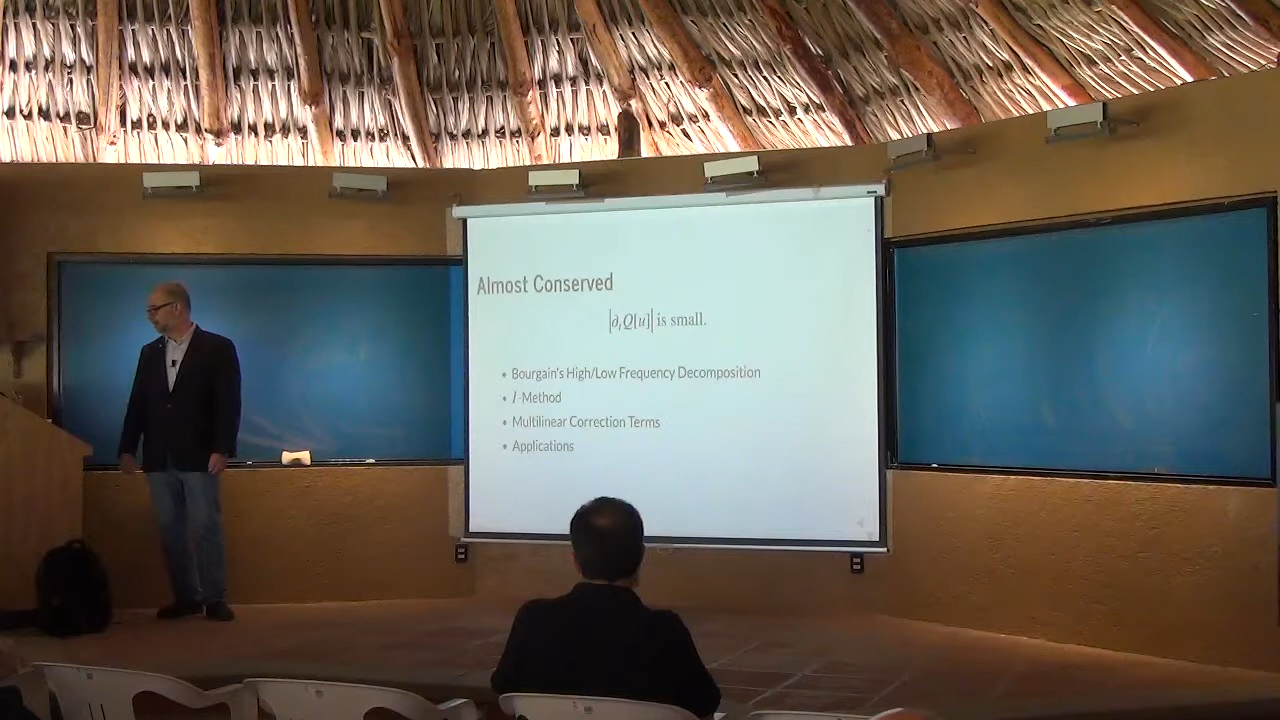 Almost Conserved
|∂ₜQ[u]| is small.
• Bourgain's High/Low Frequency Decomposition
• I-Method
• Multilinear Correction Terms
• Applications